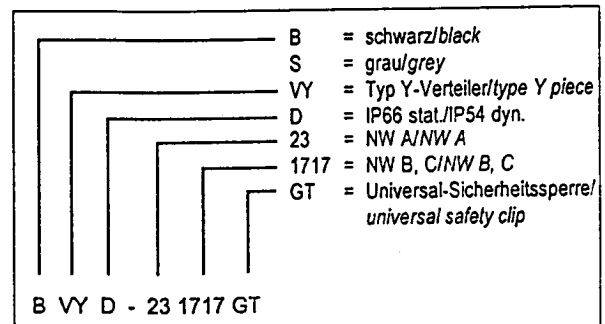 B = schwarz/black
S = grau/grey
VY = Typ Y-Verteiler/type Y piece
D = IP66 stat./IP54 dyn.
23 = NW A/NW A
1717 = NW B, C/NW B, C
GT = Universal-Sicherheitssperre/
universal safety clip
B VY D - 23 1717 GT